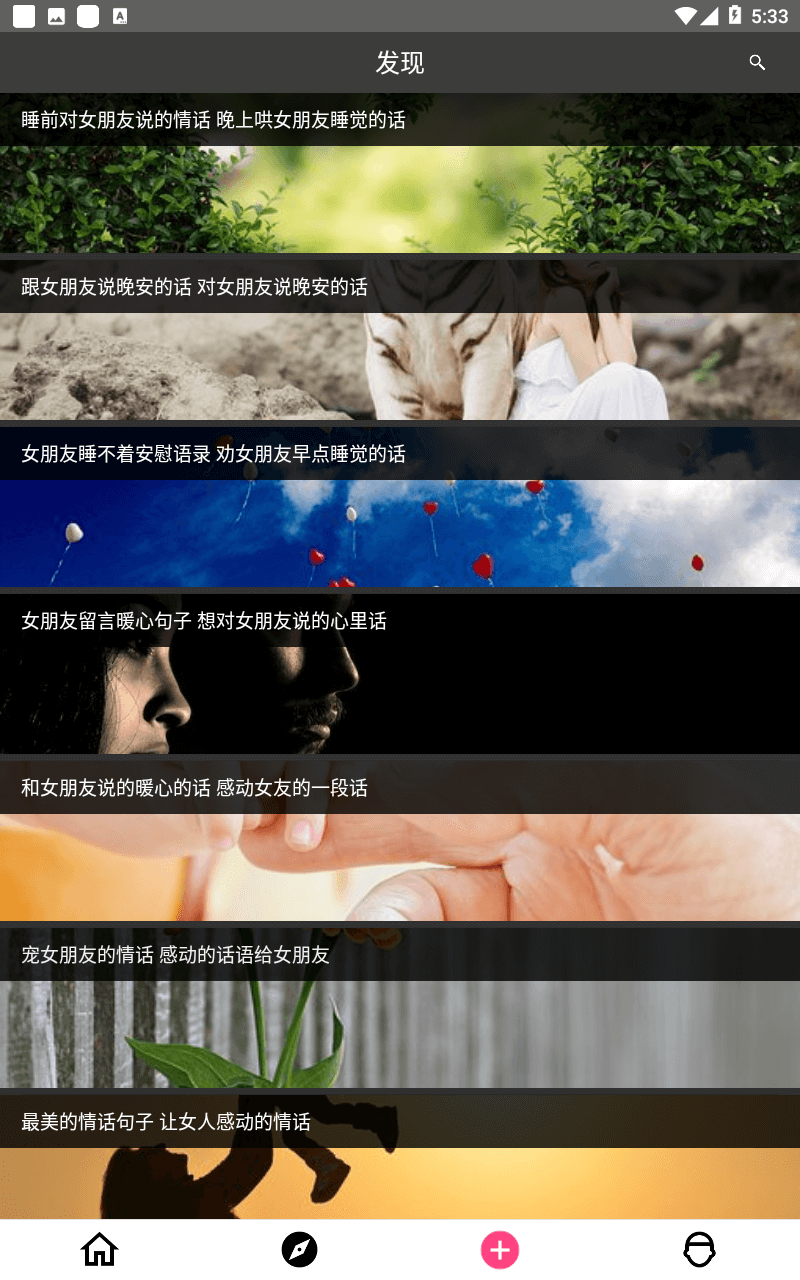 5:33
发现
睡前对女朋友说的情话 晚上哄女朋友睡觉的话
跟女朋友说晚安的话 对女朋友说晚安的话
女朋友睡不着安慰语录 劝女朋友早点睡觉的话
女朋友留言暖心句子 想对女朋友说的心里话
和女朋友说的暖心的话 感动女友的一段话
宠女朋友的情话 感动的话语给女朋友
最美的情话句子 让女人感动的情话